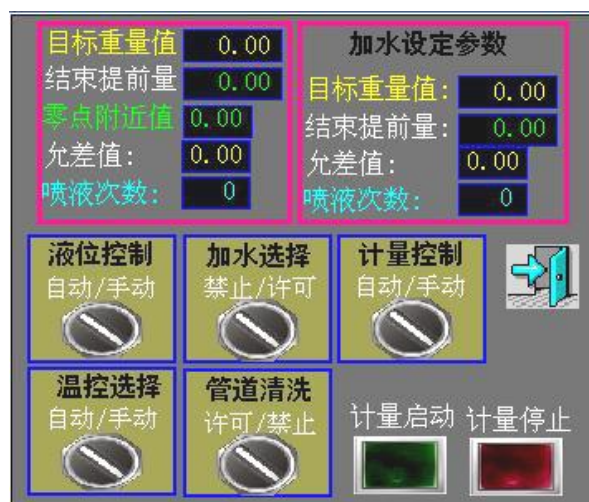 目标重量值 0.00
结束提前量 0.00
零点附近值 0.00
允差值: 0.00
喷液次数: 0
加水设定参数
目标重量值: 0.00
结束提前量: 0.00
允差值: 0.00
喷液次数: 0
液位控制
自动/手动
加水选择
禁止/许可
计量控制
自动/手动
温控选择
自动/手动
管道清洗
许可/禁止
计量启动
计量停止